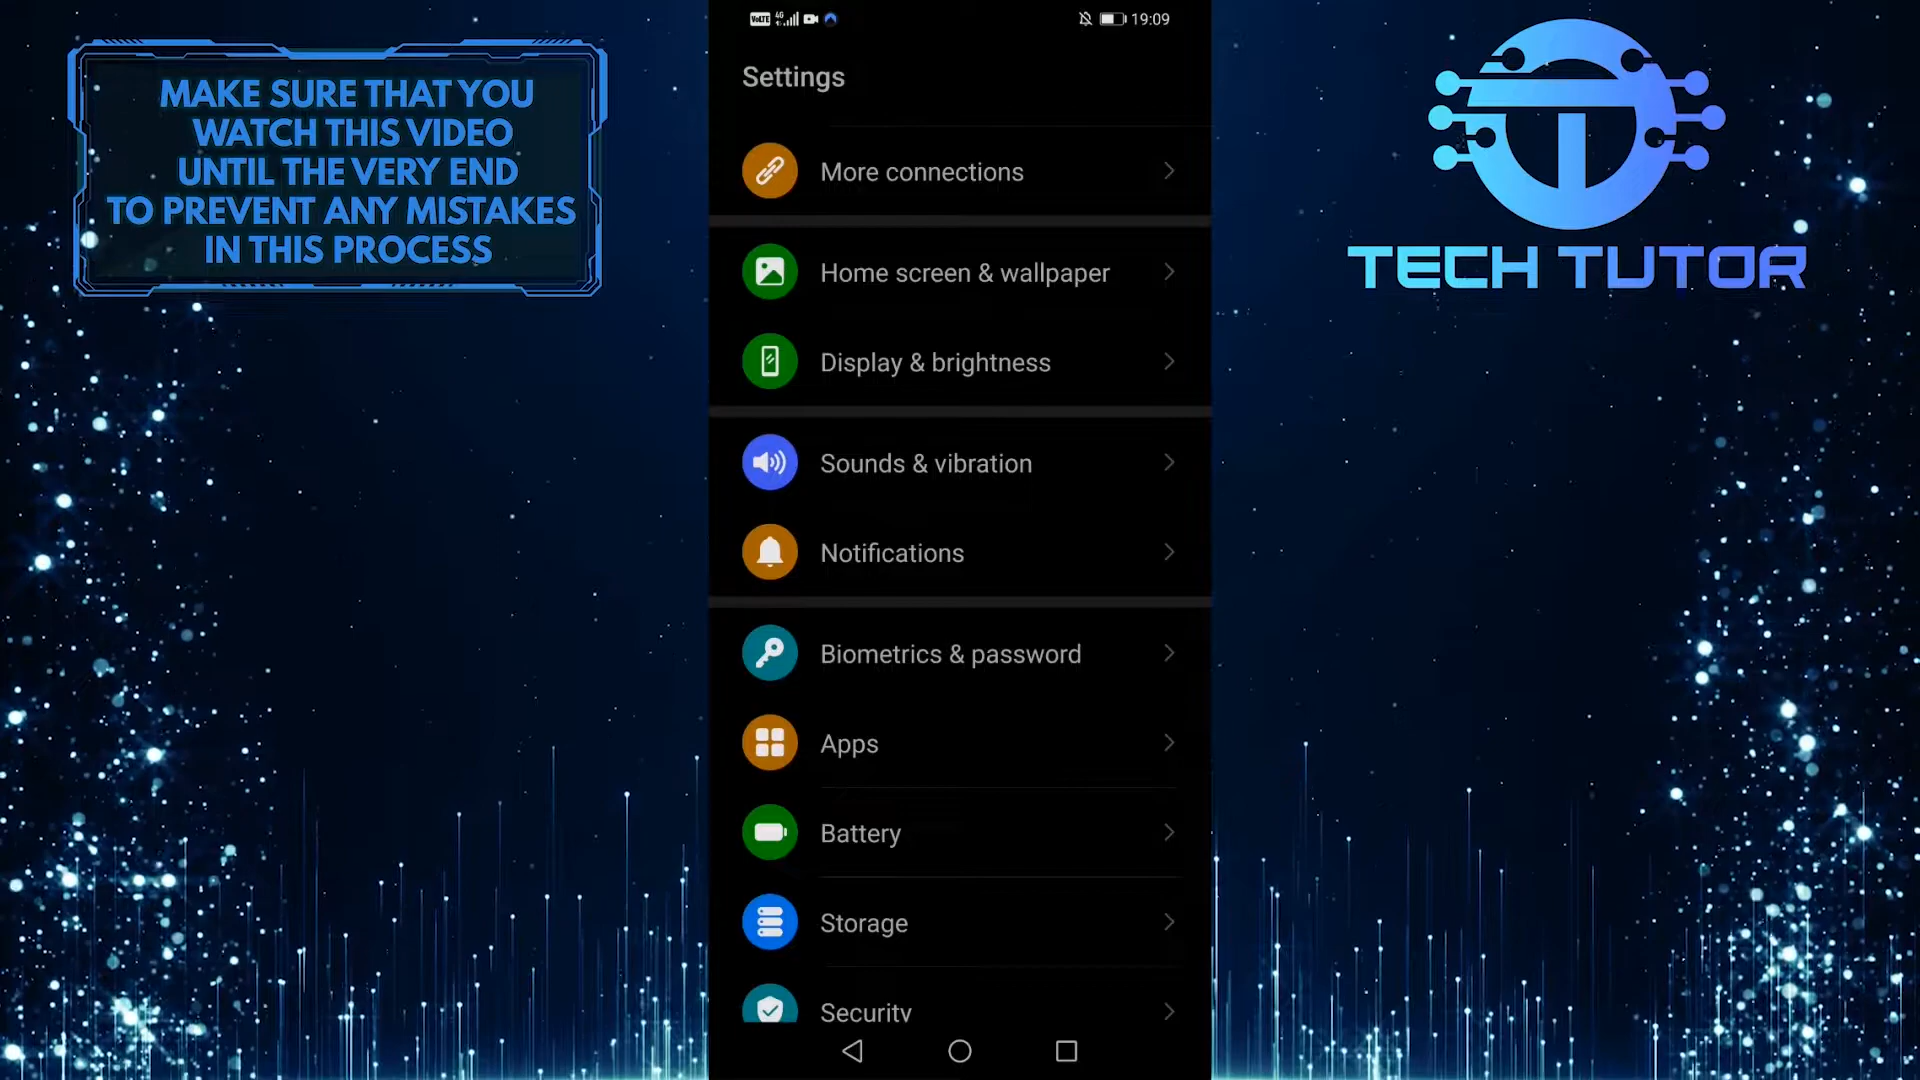 MAKE SURE THAT YOU
WATCH THIS VIDEO
UNTIL THE VERY END
TO PREVENT ANY MISTAKES
IN THIS PROCESS
VoLTE 4G 19:09
Settings
More connections
Home screen & wallpaper
Display & brightness
Sounds & vibration
Notifications
Biometrics & password
Apps
Battery
Storage
Security
TECH TUTOR